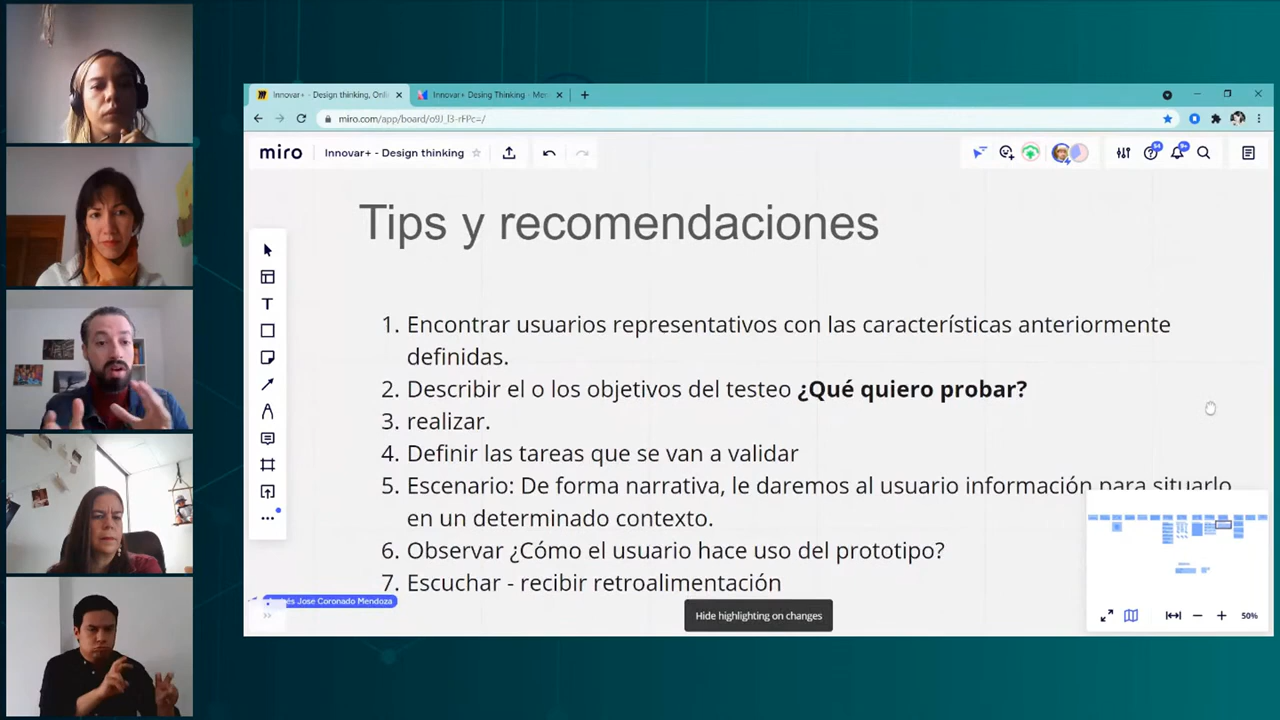 Innovar+ - Design thinking, Onli
Innovar+ Desing Thinking - Me
miro.com/app/board/o9J_l3-rFPc=/
miro
Innovar+ - Design thinking
Tips y recomendaciones
1. Encontrar usuarios representativos con las características anteriormente
definidas.
2. Describir el o los objetivos del testeo ¿Qué quiero probar?
3. realizar.
4. Definir las tareas que se van a validar
5. Escenario: De forma narrativa, le daremos al usuario información para situarlo
en un determinado contexto.
6. Observar ¿Cómo el usuario hace uso del prototipo?
7. Escuchar - recibir retroalimentación
Jose Coronado Mendoza
Hide highlighting on changes
50%